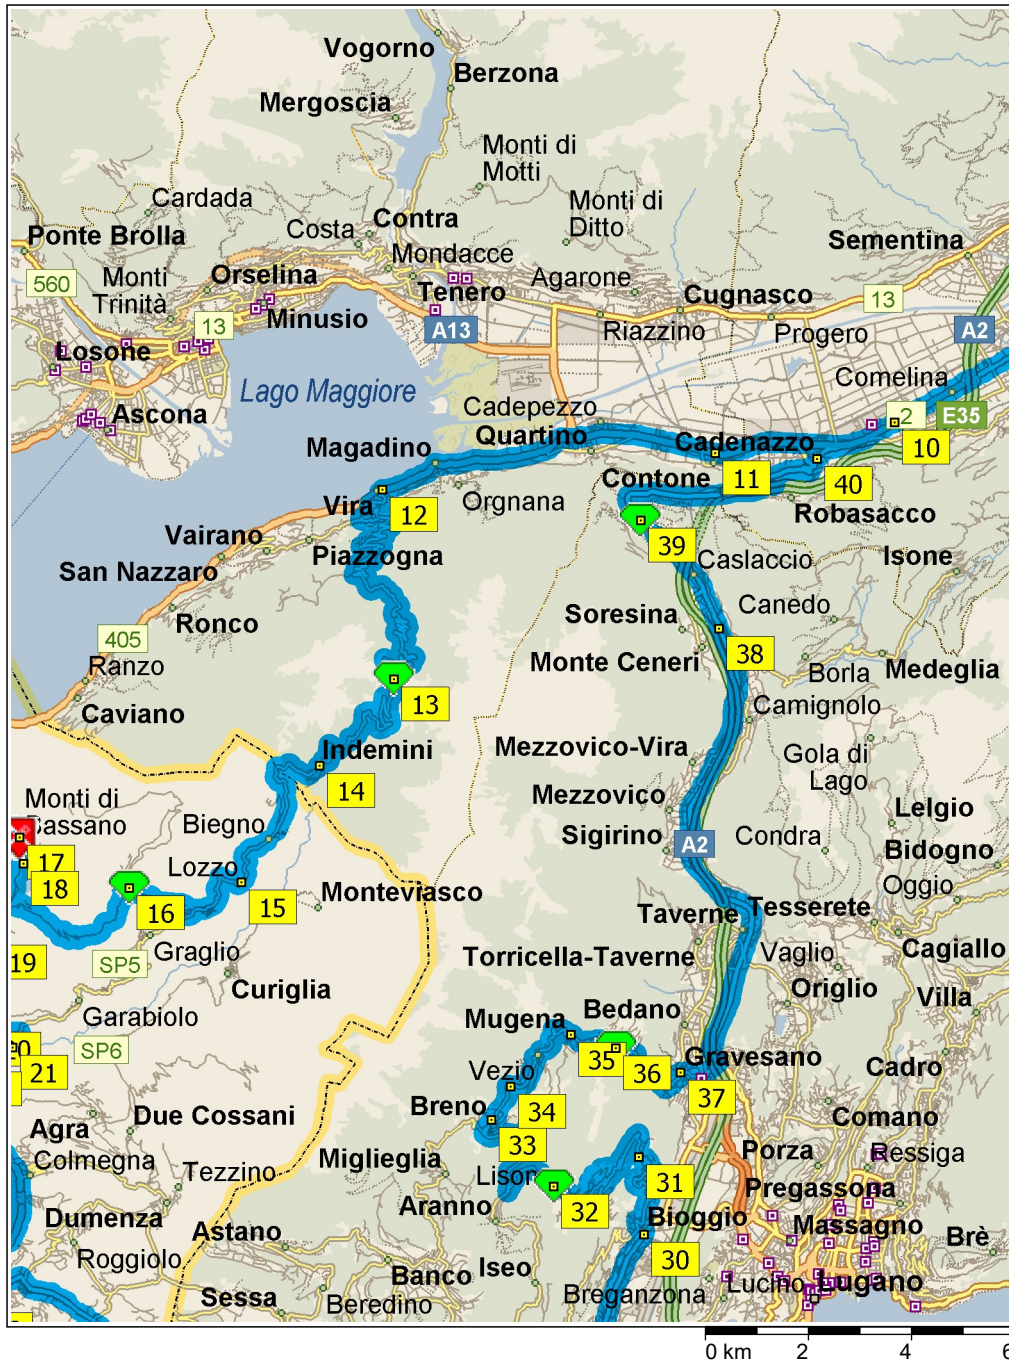 Vogorno
Berzona
Mergoscia
Monti di
Motti
Cardada
Contra
Monti di
Ditto
Ponte Brolla
Costa
Sementina
Mondacce
560
Monti
Trinità
Orselina
Agarone
Tenero
Cugnasco
13
13
Minusio
A13
Riazzino
Progero
A2
Losone
Lago Maggiore
Comelina
Ascona
Cadepezzo
2
E35
Magadino
Quartino
Cadenazzo
10
11
Contone
40
Vira
12
Orgnana
Robasacco
Vairano
Piazzogna
39
Caslaccio
Isone
San Nazzaro
Soresina
Canedo
Ronco
405
38
Ranzo
Monte Ceneri
Borla
Medeglia
Caviano
13
Camignolo
Indemini
Mezzovico-Vira
Gola di
Lago
14
Monti di
Bassano
Mezzovico
Lelgio
Biegno
Sigirino
A2
Condra
Bidogno
17
18
Lozzo
Oggio
16
15
Monteviasco
Taverne
Tesserete
19
Graglio
Torricella-Taverne
Vaglio
Cagiallo
SP5
Curiglia
Origlio
Villa
Garabiolo
Bedano
Mugena
SP6
20
21
35
36
Gravesano
Cadro
Vezio
37
Due Cossani
Breno
34
Comano
Agra
33
Colmegna
Miglieglia
Porza
Ressiga
Tezzino
31
Pregassona
Aranno
32
Dumenza
Bioggio
Massagno
Astano
Brè
Roggiolo
30
Banco
Iseo
Lucino
Lugano
Sessa
Beredino
Breganzona
0 km
2
4
6